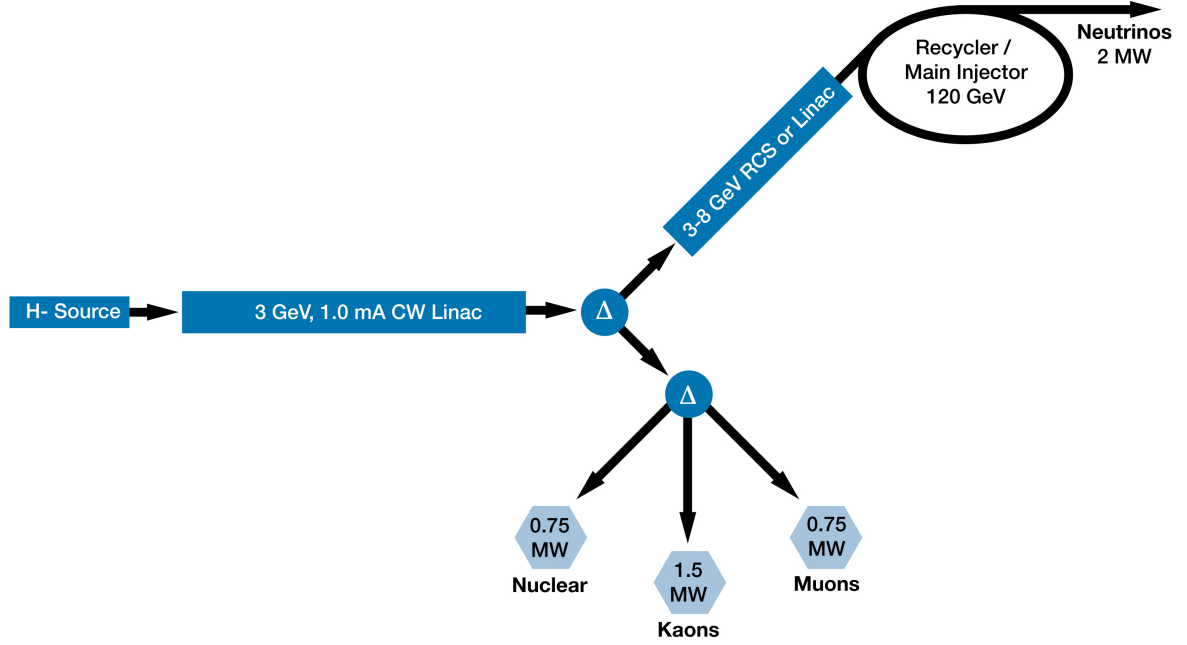 Recycler /
Main Injector
120 GeV
Neutrinos
2 MW
3-8 GeV RCS or Linac
H- Source
3 GeV, 1.0 mA CW Linac
Δ
Δ
0.75
MW
Nuclear
1.5
MW
Kaons
0.75
MW
Muons